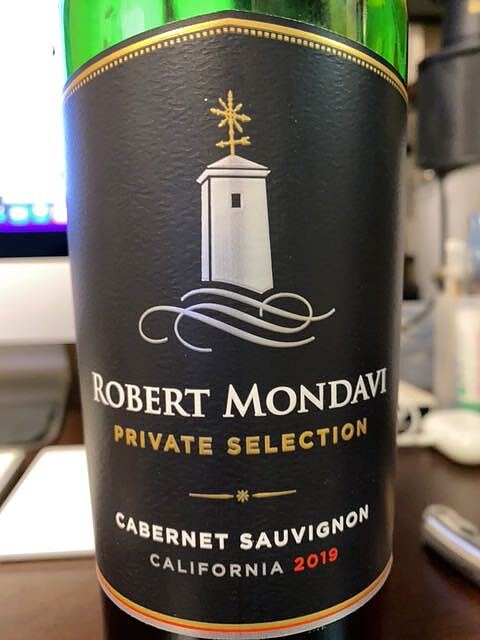 ROBERT MONDAVI
PRIVATE SELECTION
CABERNET SAUVIGNON
CALIFORNIA 2019